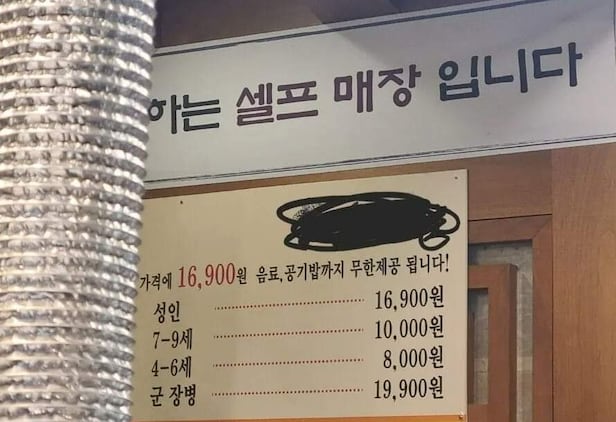 하는 셀프 매장 입니다
가격에 16,900원 음료,공기밥까지 무한제공 됩니다!
성인 16,900원
7-9세 10,000원
4-6세 8,000원
군 장병 19,900원